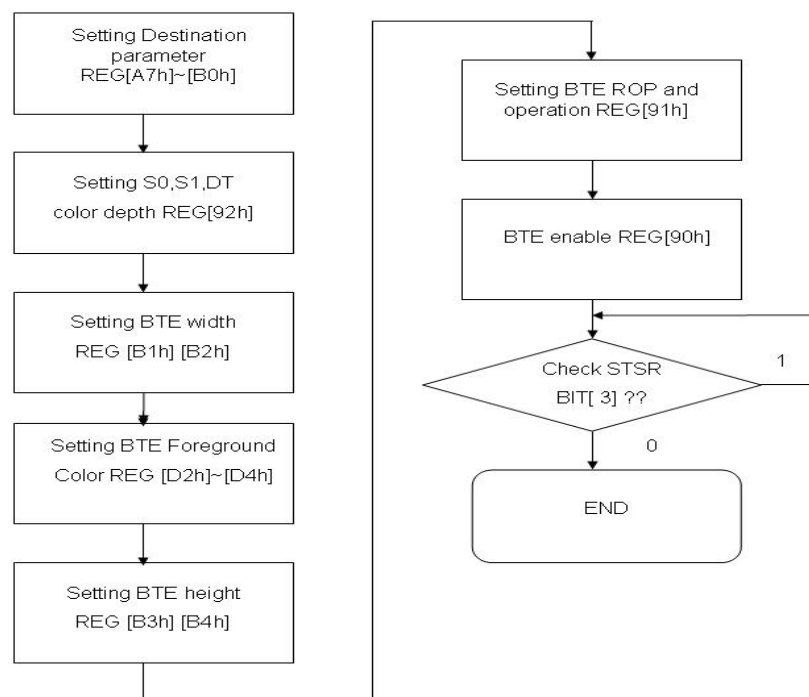 Setting Destination
parameter
REG[A7h]~[B0h]
Setting S0,S1,DT
color depth REG[92h]
Setting BTE width
REG [B1h] [B2h]
Setting BTE Foreground
Color REG [D2h]~[D4h]
Setting BTE height
REG [B3h] [B4h]
Setting BTE ROP and
operation REG[91h]
BTE enable REG[90h]
Check STSR
BIT[ 3] ??
1
0
END